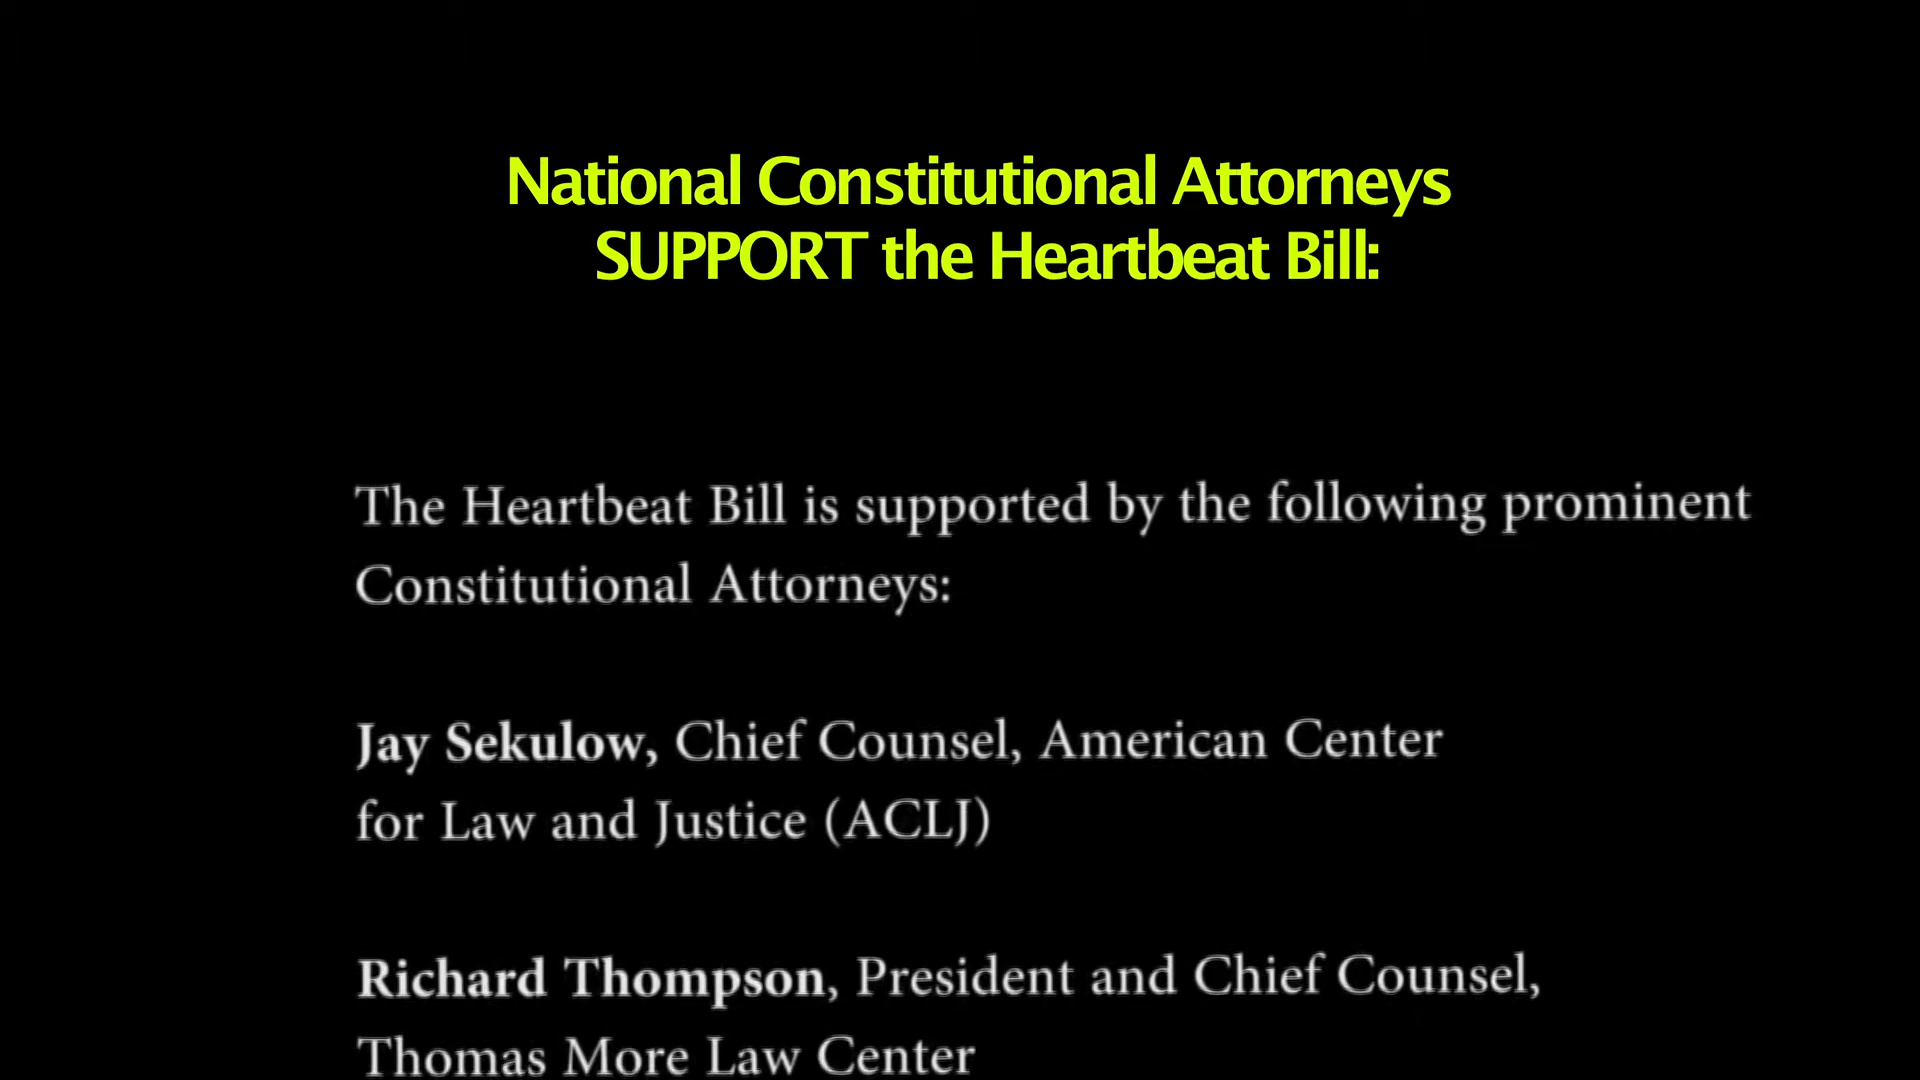 National Constitutional Attorneys
SUPPORT the Heartbeat Bill:
The Heartbeat Bill is supported by the following prominent
Constitutional Attorneys:
Jay Sekulow, Chief Counsel, American Center
for Law and Justice (ACLJ)
Richard Thompson, President and Chief Counsel,
Thomas More Law Center